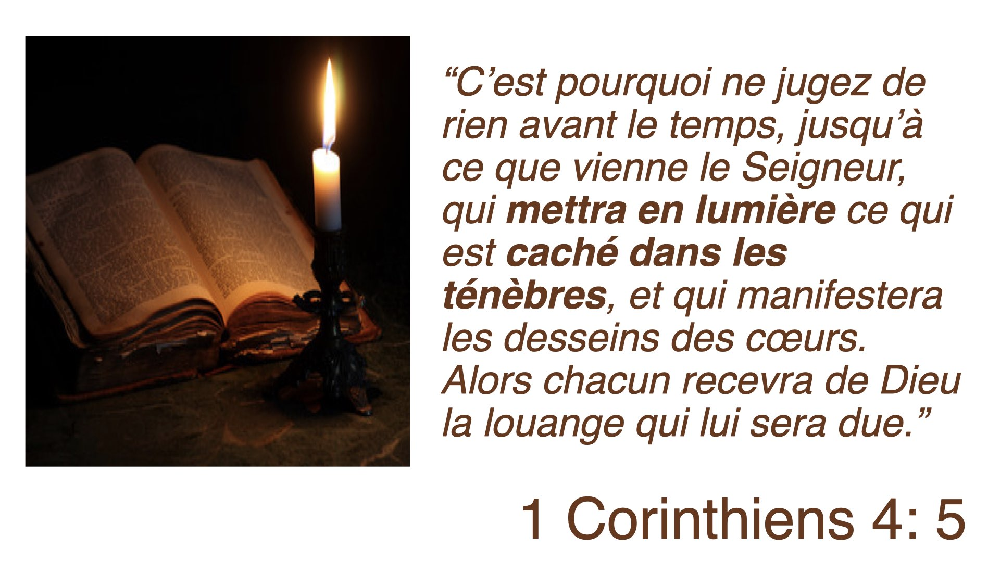 “C’est pourquoi ne jugez de
rien avant le temps, jusqu’à
ce que vienne le Seigneur,
qui mettra en lumière ce qui
est caché dans les
ténèbres, et qui manifestera
les desseins des cœurs.
Alors chacun recevra de Dieu
la louange qui lui sera due.”
1 Corinthiens 4: 5